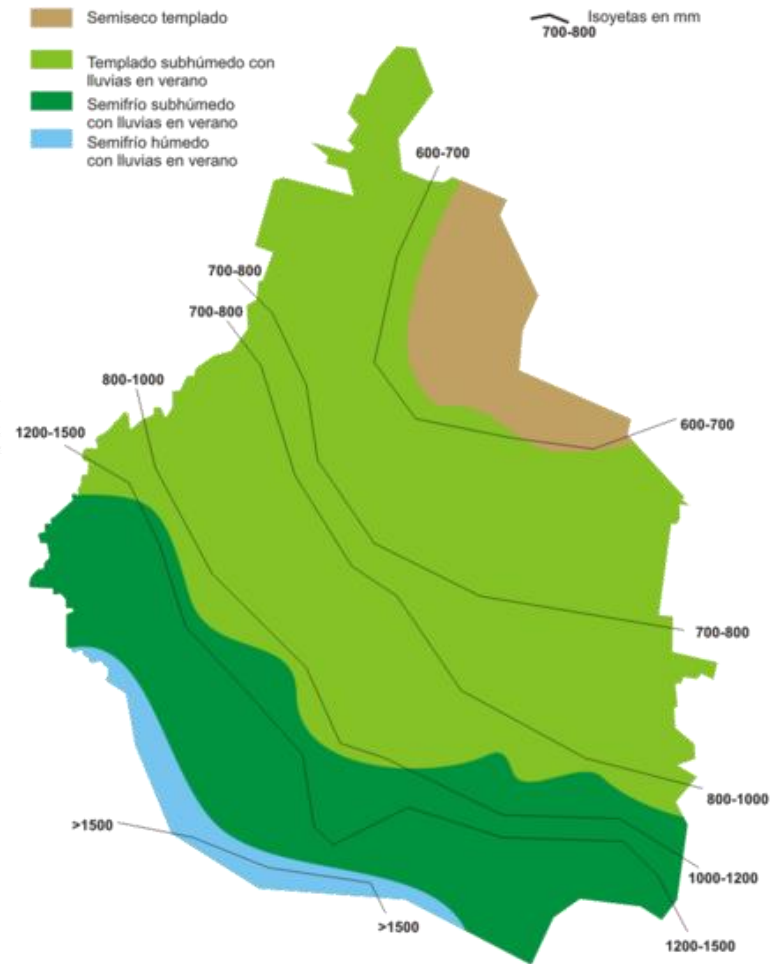 Semiseco templado
Templado subhúmedo con
lluvias en verano
Semifrío subhúmedo
con lluvias en verano
Semifrío húmedo
con lluvias en verano
Isoyetas en mm
700-800
600-700
700-800
700-800
800-1000
1200-1500
600-700
700-800
800-1000
>1500
1000-1200
>1500
1200-1500